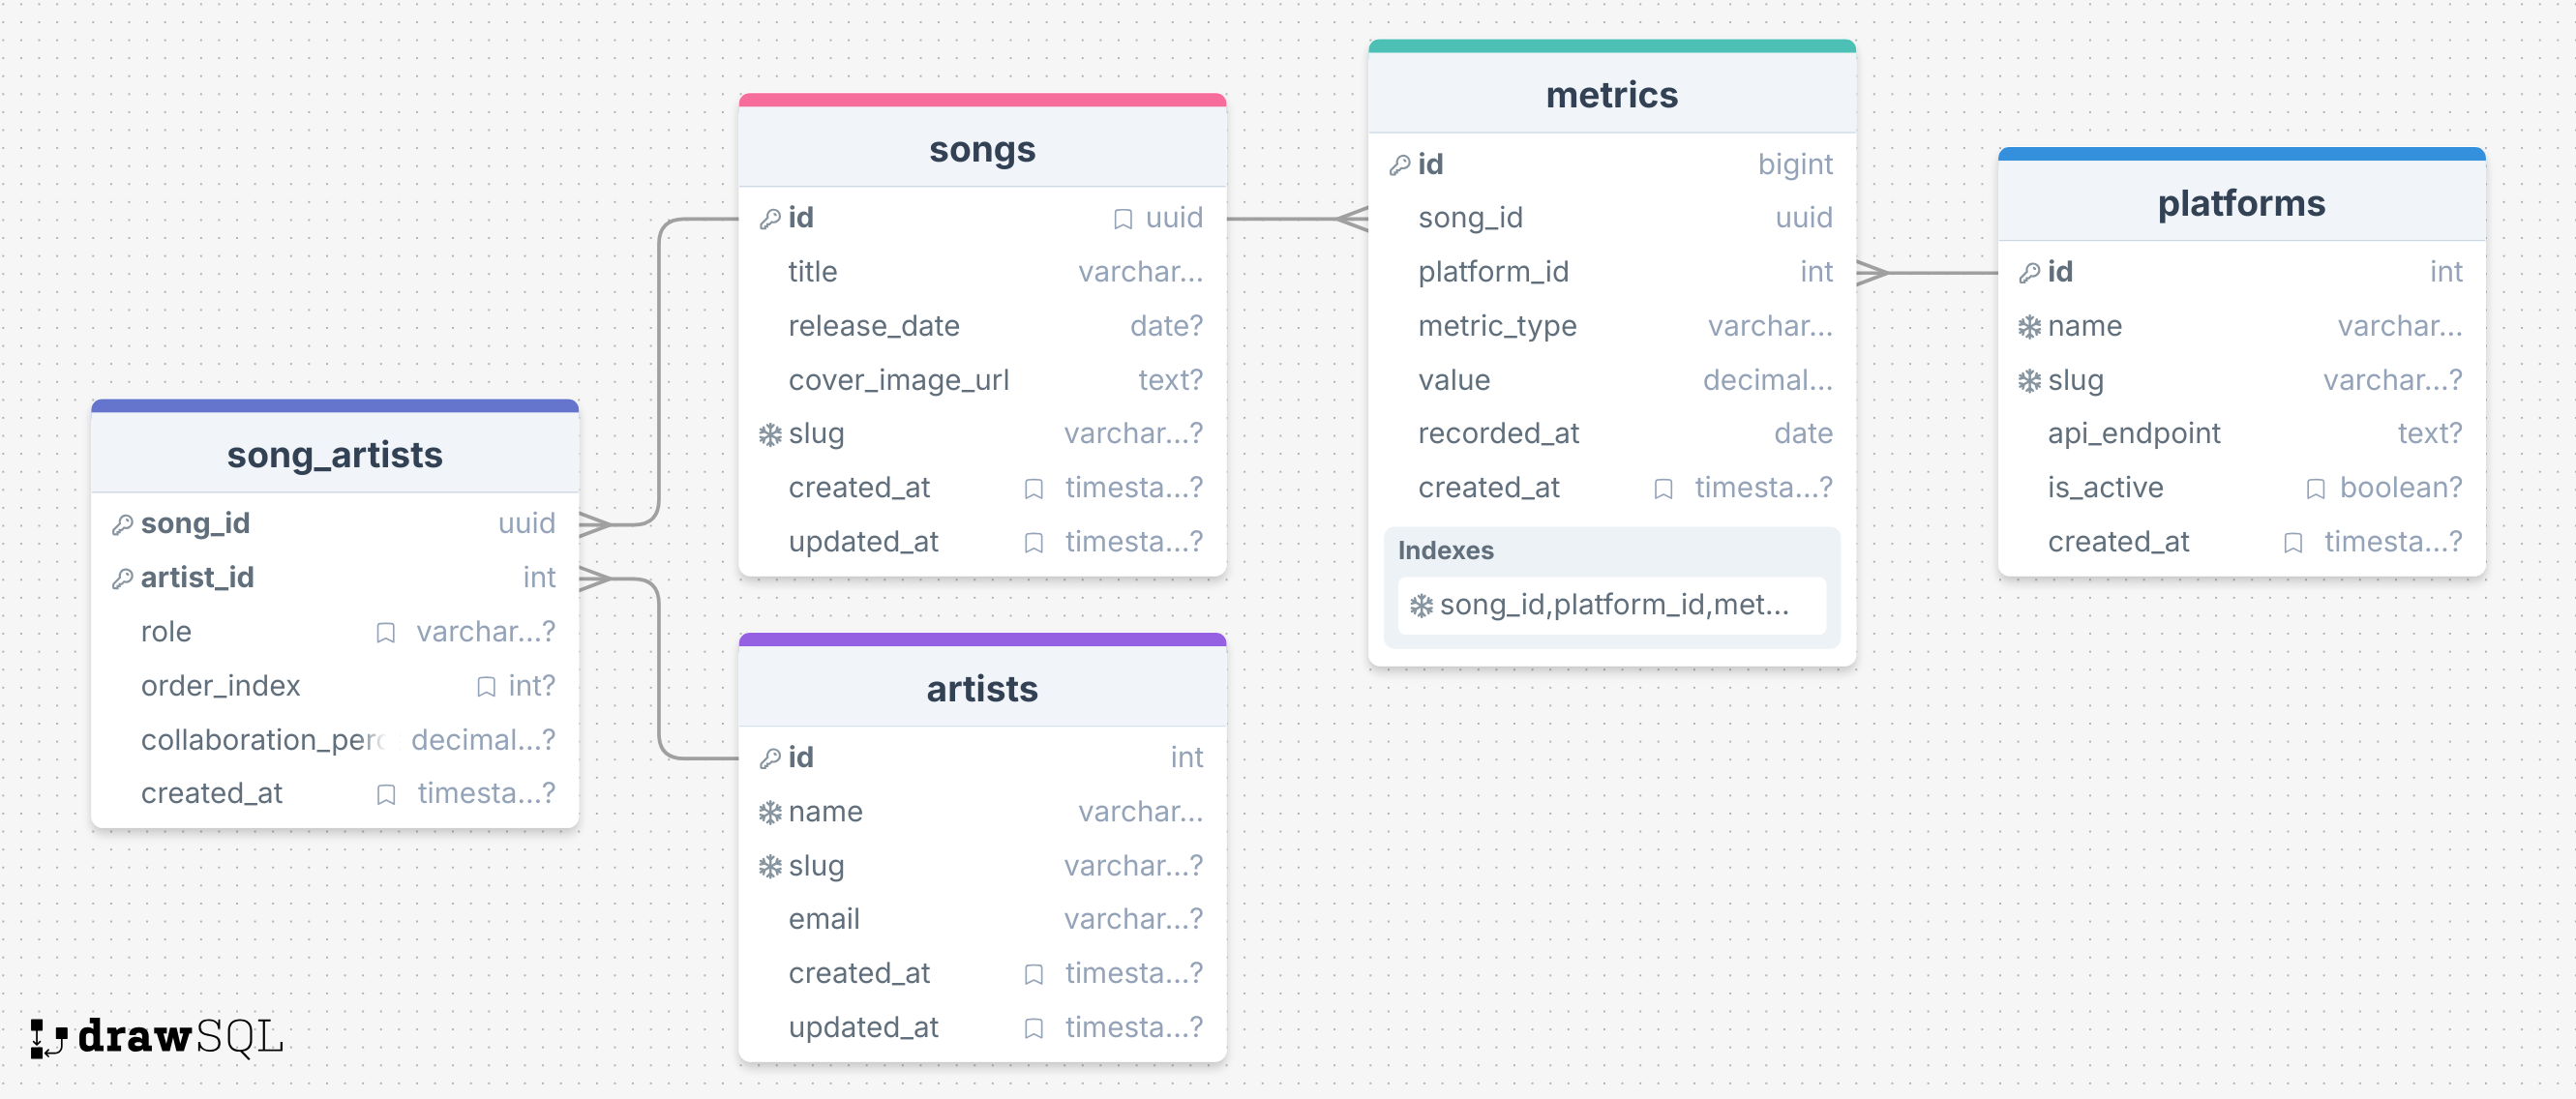 songs
id uuid
title varchar...
release_date date?
cover_image_url text?
slug varchar...?
created_at timesta...?
updated_at timesta...?
metrics
id bigint
song_id uuid
platform_id int
metric_type varchar...
value decimal...
recorded_at date
created_at timesta...?
Indexes
song_id,platform_id,met...
platforms
id int
name varchar...
slug varchar...?
api_endpoint text?
is_active boolean?
created_at timesta...?
song_artists
song_id uuid
artist_id int
role varchar...?
order_index int?
collaboration_perc decimal...?
created_at timesta...?
artists
id int
name varchar...
slug varchar...?
email varchar...?
created_at timesta...?
updated_at timesta...?
drawSQL